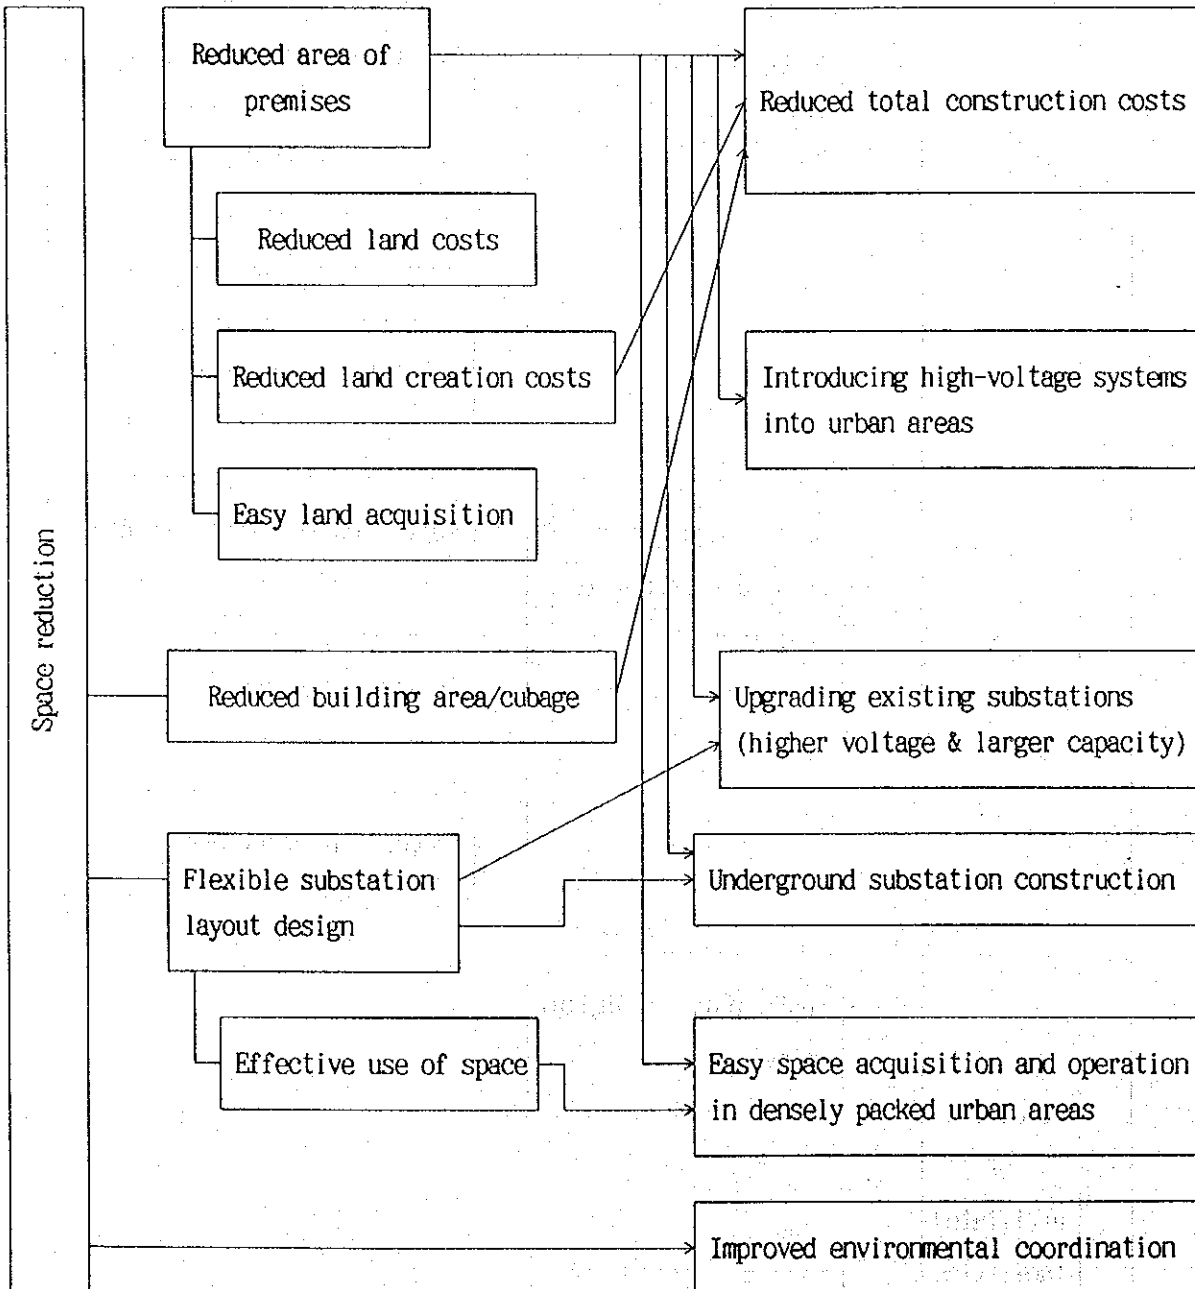 Space reduction
Reduced area of
premises
Reduced land costs
Reduced land creation costs
Easy land acquisition
Reduced building area/cubage
Flexible substation
layout design
Effective use of space
Reduced total construction costs
Introducing high-voltage systems
into urban areas
Upgrading existing substations
(higher voltage & larger capacity)
Underground substation construction
Easy space acquisition and operation
in densely packed urban areas
Improved environmental coordination